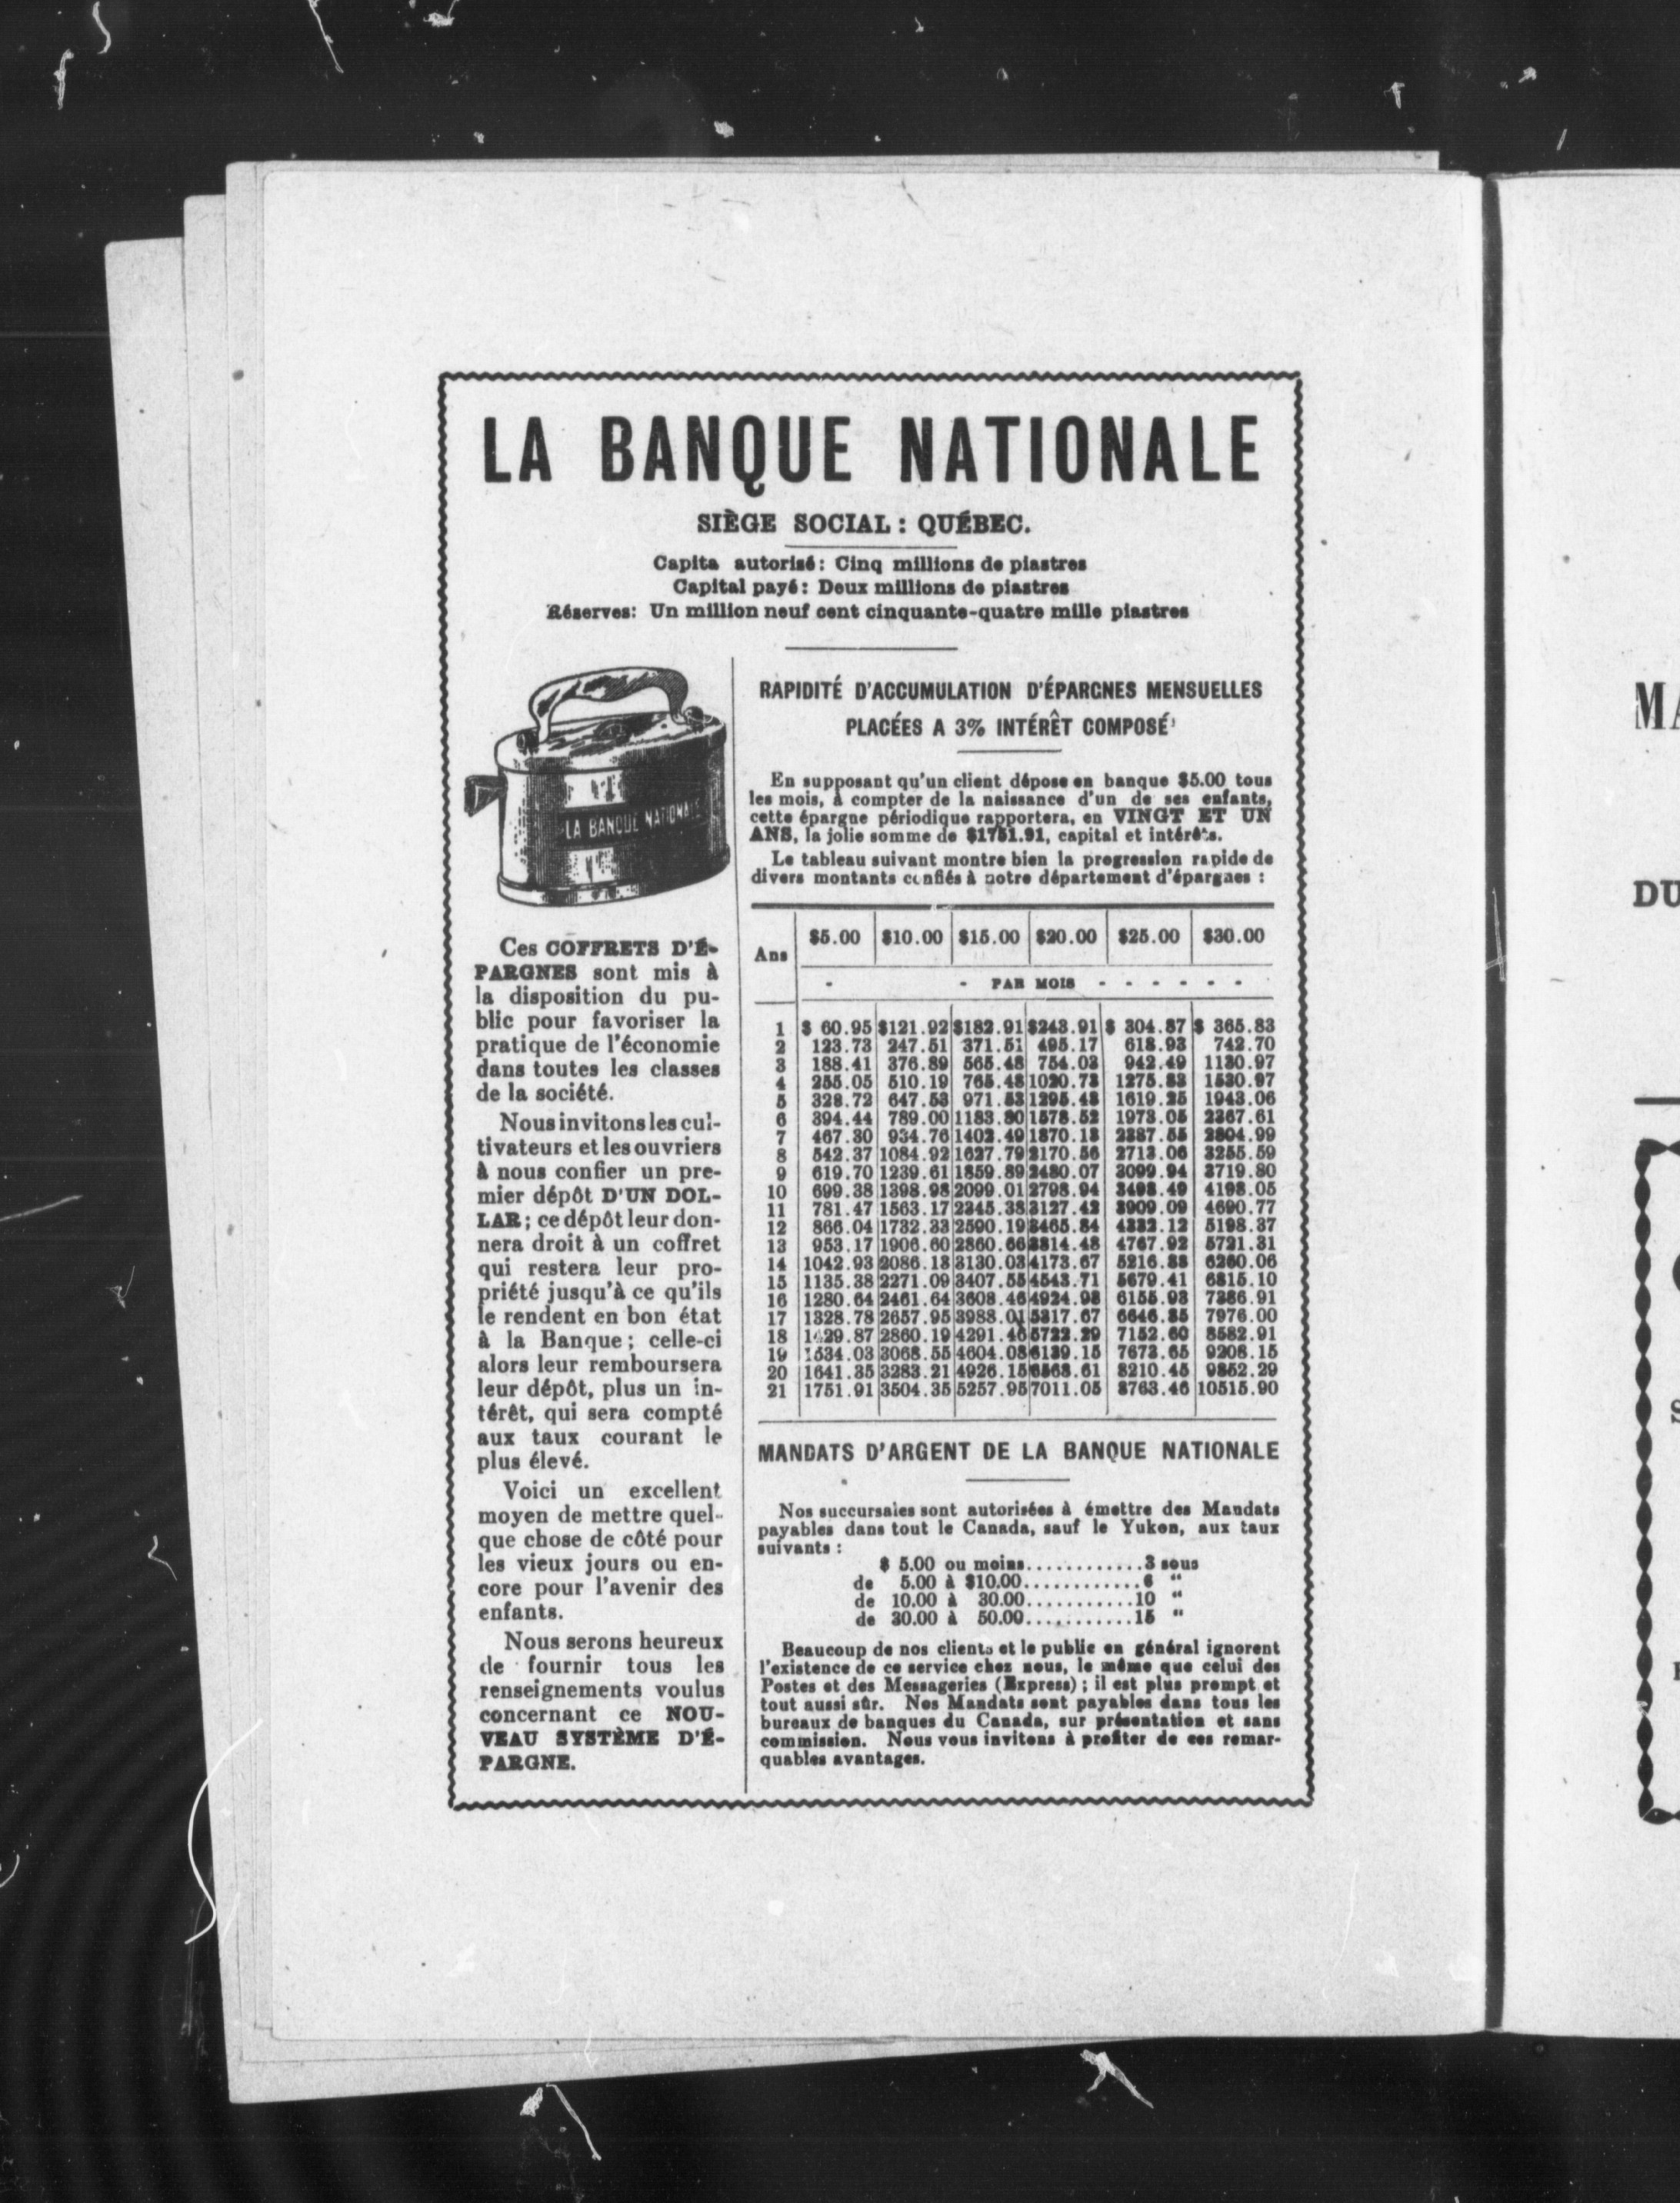 LA BANQUE NATIONALE
SIÈGE SOCIAL : QUÉBEC.
Capita autorisé : Cinq millions de piastres
Capital payé : Deux millions de piastres
Réserves: Un million neuf cent cinquante-quatre mille piastres
LA BANQUE NATIONALE
Ces COFFRETS D'É-
PARGNES sont mis à
la disposition du pu-
blic pour favoriser la
pratique de l'économie
dans toutes les classes
de la société.
Nous invitons les cul-
tivateurs et les ouvriers
à nous confier un pre-
mier dépôt D'UN DOL-
LAR ; ce dépôt leur don-
nera droit à un coffret
qui restera leur pro-
priété jusqu'à ce qu'ils
le rendent en bon état
à la Banque ; celle-ci
alors leur remboursera
leur dépôt, plus un in-
térêt, qui sera compté
aux taux courant le
plus élevé.
Voici un excellent
moyen de mettre quel-
que chose de côté pour
les vieux jours ou en-
core pour l'avenir des
enfants.
Nous serons heureux
de fournir tous les
renseignements voulus
concernant ce NOU-
VEAU SYSTÈME D'É-
PARGNE.
RAPIDITÉ D'ACCUMULATION D'ÉPARGNES MENSUELLES
PLACÉES A 3% INTÉRÊT COMPOSÉ
En supposant qu'un client dépose en banque $5.00 tous
les mois, à compter de la naissance d'un de ses enfants,
cette épargne périodique rapportera, en VINGT ET UN
ANS, la jolie somme de $1751.91, capital et intérêts.
Le tableau suivant montre bien la progression rapide de
divers montants confiés à notre département d'épargnes :
Ans $5.00 $10.00 $15.00 $20.00 $25.00 $30.00
- - PAR MOIS - - - - - -
1 $ 60.95 $121.92 $182.91 $243.91 $ 304.87 $ 365.83
2 123.73 247.51 371.51 495.17 618.93 742.70
3 188.41 376.89 565.48 754.03 942.49 1130.97
4 255.05 510.19 765.48 1020.73 1275.83 1530.97
5 328.72 647.53 971.53 1295.43 1619.25 1943.06
6 394.44 789.00 1183.80 1578.52 1973.05 2367.61
7 467.30 934.76 1402.49 1870.13 2337.55 2804.99
8 542.37 1084.92 1627.79 2170.56 2713.06 3255.59
9 619.70 1239.61 1859.89 2480.07 3099.94 3719.80
10 699.38 1398.98 2099.01 2798.94 3498.49 4198.05
11 781.47 1563.17 2345.38 3127.42 3909.09 4690.77
12 866.04 1732.33 2590.19 3465.84 4332.12 5198.37
13 953.17 1906.60 2860.66 3814.48 4767.92 5721.31
14 1042.93 2086.18 3130.03 4173.67 5216.88 6260.06
15 1135.38 2271.09 3407.55 4543.71 5679.41 6815.10
16 1280.64 2461.64 3608.46 4924.98 6155.93 7386.91
17 1328.78 2657.95 3988.01 5317.67 6646.85 7976.00
18 1429.87 2860.19 4291.46 5722.29 7152.60 8582.91
19 1534.03 3068.55 4604.08 6139.15 7673.65 9208.15
20 1641.35 3283.21 4926.15 6568.61 8210.45 9852.29
21 1751.91 3504.35 5257.95 7011.05 8763.46 10515.90
MANDATS D'ARGENT DE LA BANQUE NATIONALE
Nos succursales sont autorisées à émettre des Mandats
payables dans tout le Canada, sauf le Yukon, aux taux
suivants :
$ 5.00 ou moins............3 sous
de 5.00 à $10.00............6 "
de 10.00 à 30.00...........10 "
de 30.00 à 50.00...........15 "
Beaucoup de nos clients et le public en général ignorent
l'existence de ce service chez nous, le même que celui des
Postes et des Messageries (Express) ; il est plus prompt et
tout aussi sûr. Nos Mandats sont payables dans tous les
bureaux de banques du Canada, sur présentation et sans
commission. Nous vous invitons à profiter de ces remar-
quables avantages.
MA
DU